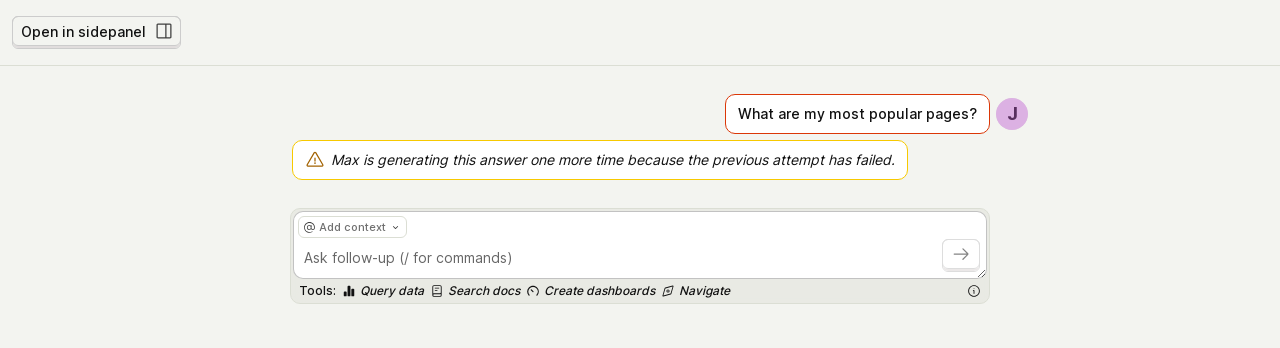 Open in sidepanel
What are my most popular pages?
J
Max is generating this answer one more time because the previous attempt has failed.
@ Add context
Ask follow-up (/ for commands)
Tools: Query data Search docs Create dashboards Navigate